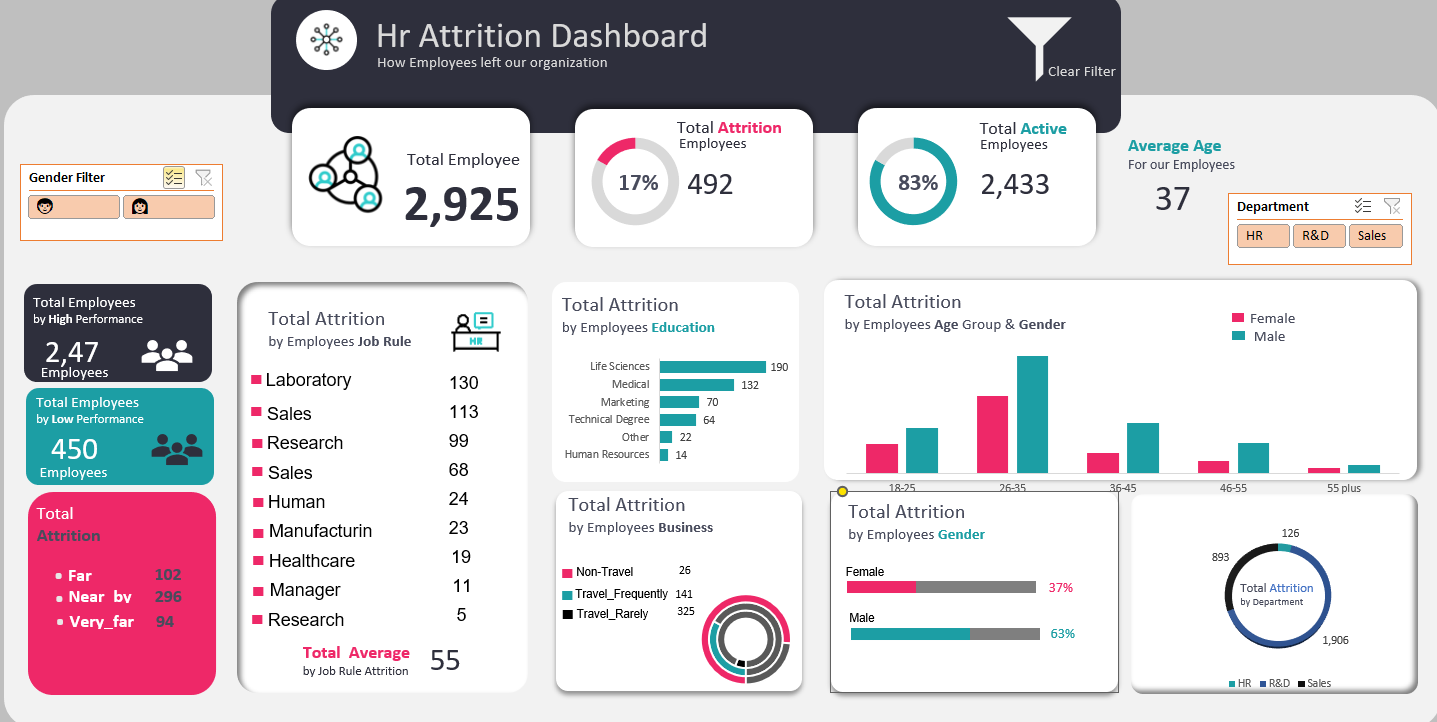 Hr Attrition Dashboard
How Employees left our organization
Clear Filter
Gender Filter
Total Employee
2,925
Total Attrition
Employees
17%
492
Total Active
Employees
83%
2,433
Average Age
For our Employees
37
Department
HR
R&D
Sales
Total Employees
by High Performance
2,47
Employees
Total Employees
by Low Performance
450
Employees
Total
Attrition
Far 102
Near_by 296
Very_far 94
Total Attrition
by Employees Job Rule
HR
Laboratory 130
Sales 113
Research 99
Sales 68
Human 24
Manufacturin 23
Healthcare 19
Manager 11
Research 5
Total Average
by Job Rule Attrition
55
Total Attrition
by Employees Education
Life Sciences 190
Medical 132
Marketing 70
Technical Degree 64
Other 22
Human Resources 14
Total Attrition
by Employees Business
Non-Travel 26
Travel_Frequently 141
Travel_Rarely 325
Total Attrition
by Employees Age Group & Gender
Female
Male
18-25 26-35 36-45 46-55 55 plus
Total Attrition
by Employees Gender
Female
37%
Male
63%
126
893
Total Attrition
by Department
1,906
HR R&D Sales